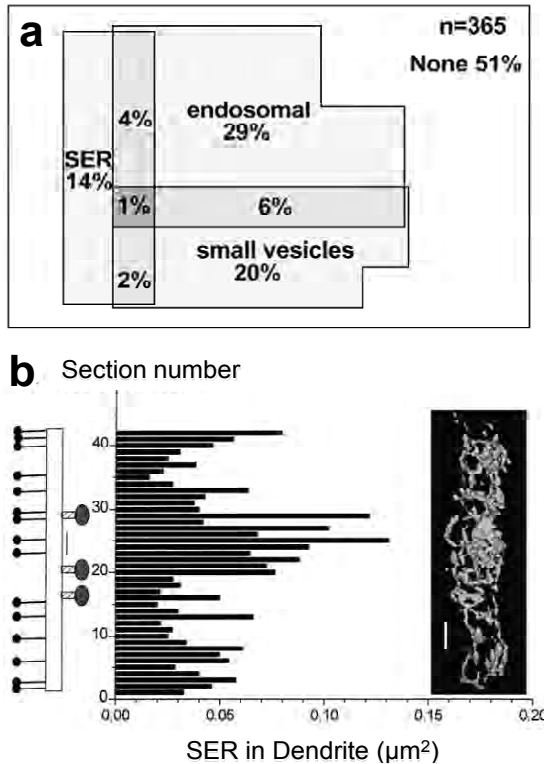 a
n=365
None 51%
4%
endosomal
29%
SER
14%
1%
6%
small vesicles
20%
2%
b
Section number
40
30
20
10
0
0.00
0.05
0.10
0.15
0.20
SER in Dendrite (µm²)